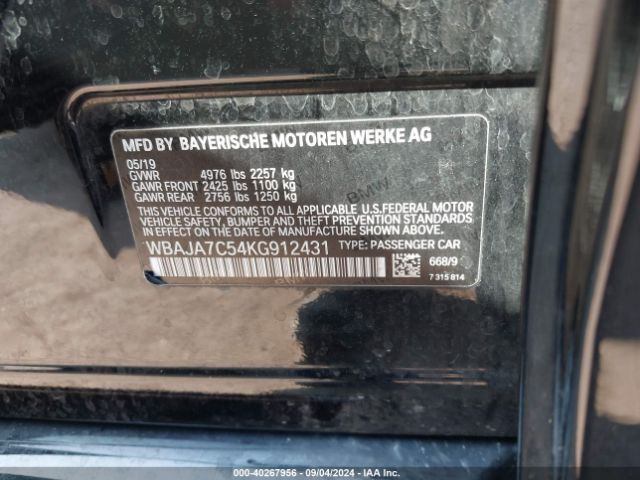 MFD BY BAYERISCHE MOTOREN WERKE AG
05/19
GVWR 4976 lbs 2257 kg
GAWR FRONT 2425 lbs 1100 kg
GAWR REAR 2756 lbs 1250 kg
THIS VEHICLE CONFORMS TO ALL APPLICABLE U.S.FEDERAL MOTOR
VEHICLE SAFETY, BUMPER AND THEFT PREVENTION STANDARDS
IN EFFECT ON THE DATE OF MANUFACTURE SHOWN ABOVE.
WBAJA7C54KG912431 TYPE: PASSENGER CAR
668/9
7 315 814
000-40267956 - 09/04/2024 - IAA Inc.